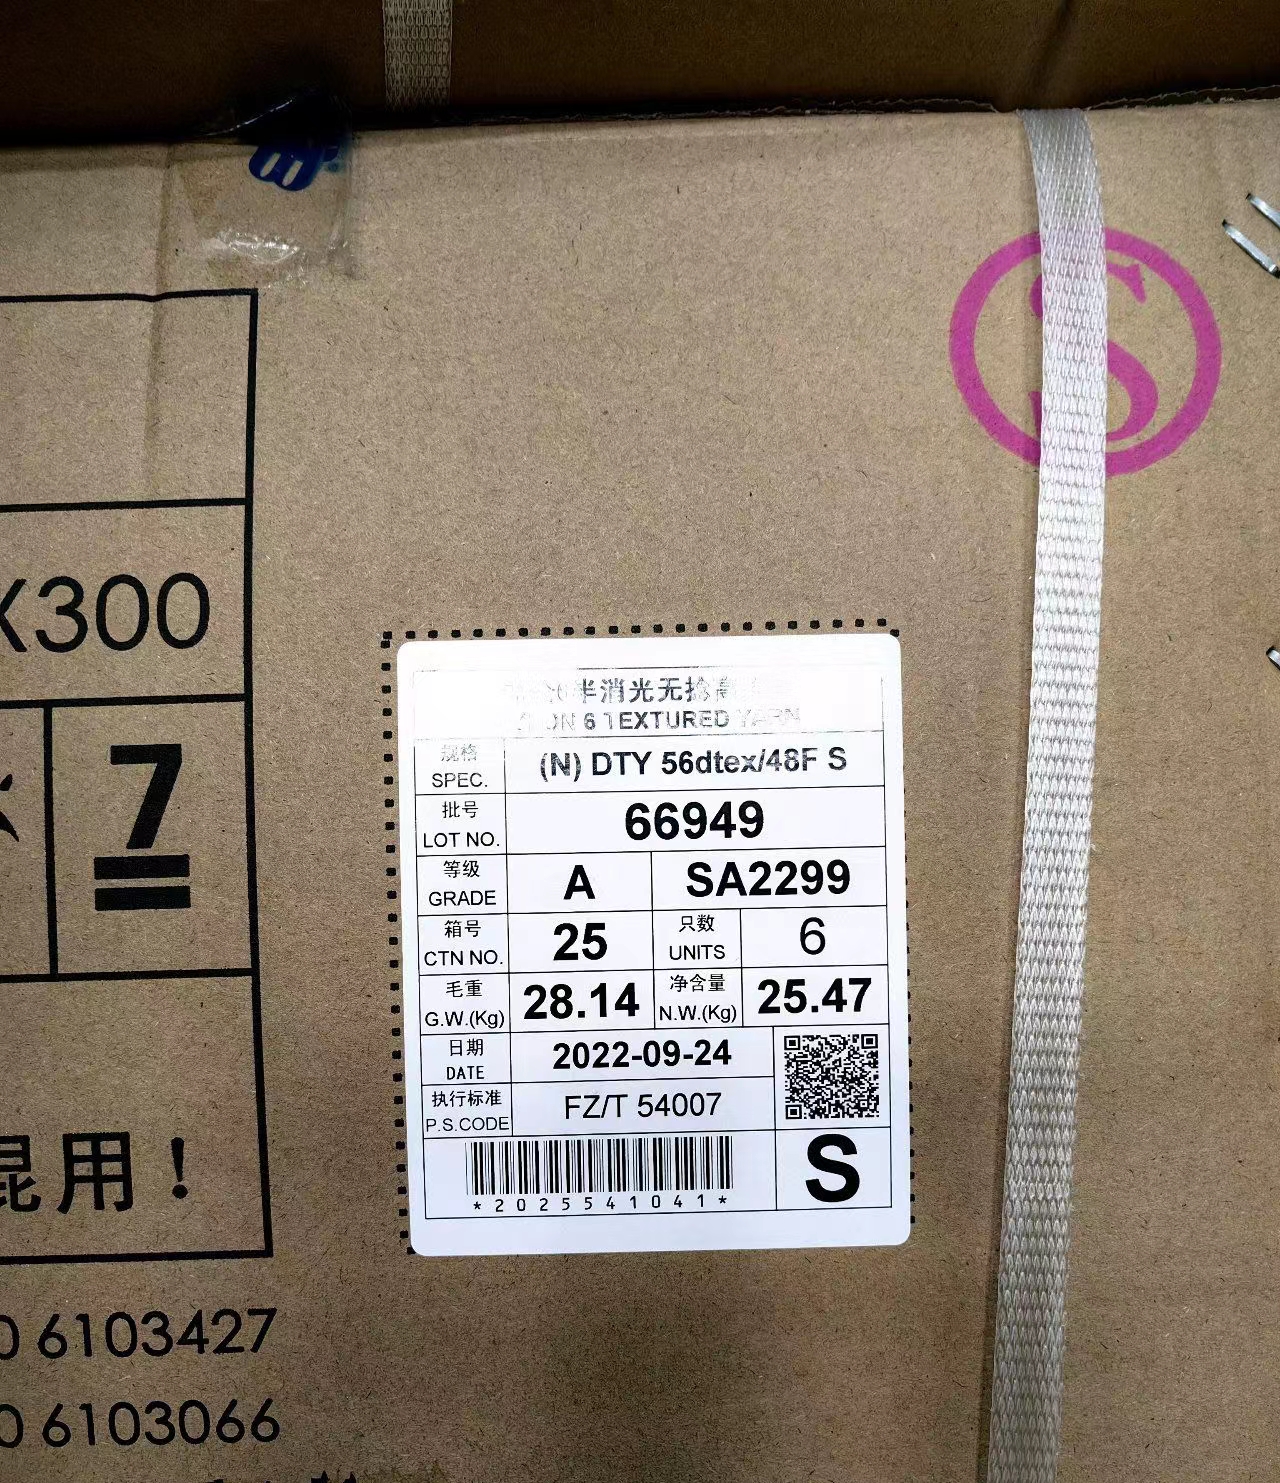 S
X300
7
混用！
6103427
6103066
半消光无捻
6 TEXTURED YARN
规格
SPEC.
(N) DTY 56dtex/48F S
批号
LOT NO.
66949
等级
GRADE
A
SA2299
箱号
CTN NO.
25
只数
UNITS
6
毛重
G.W.(Kg)
28.14
净含量
N.W.(Kg)
25.47
日期
DATE
2022-09-24
执行标准
P.S.CODE
FZ/T 54007
*2025541041*
S